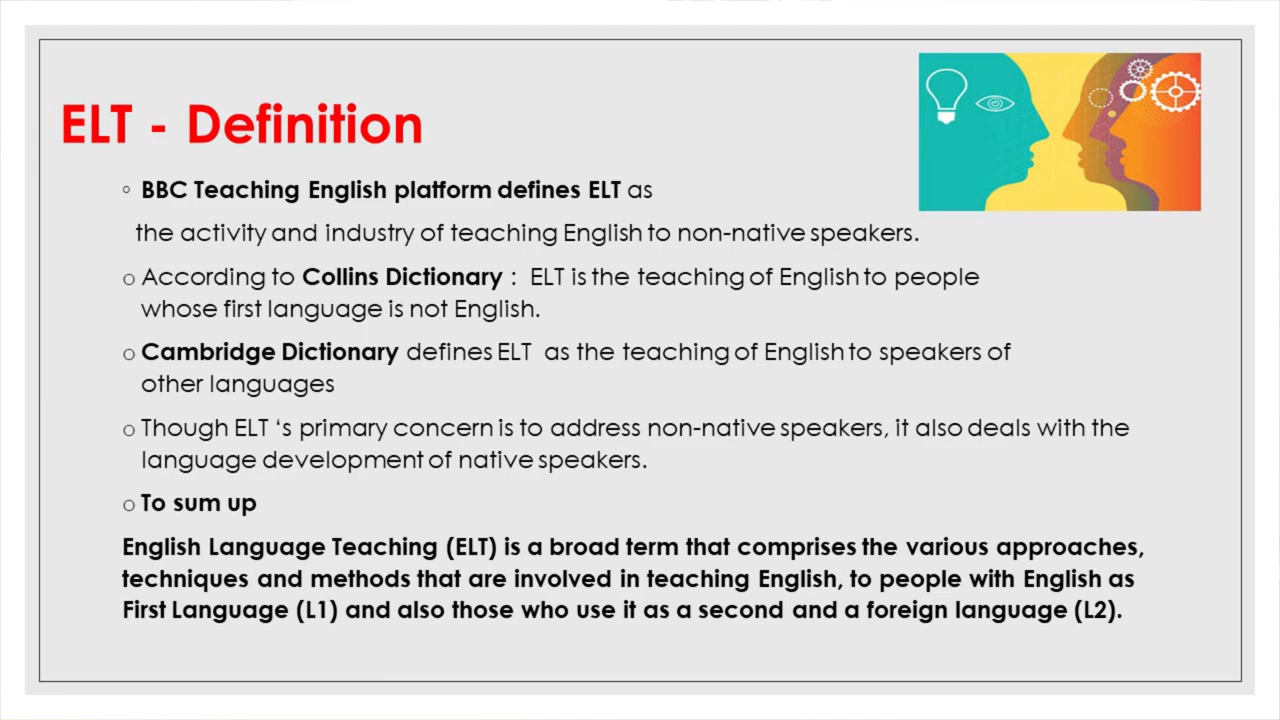 ELT - Definition
◦ BBC Teaching English platform defines ELT as
the activity and industry of teaching English to non-native speakers.
o According to Collins Dictionary : ELT is the teaching of English to people
whose first language is not English.
o Cambridge Dictionary defines ELT as the teaching of English to speakers of
other languages
o Though ELT ‘s primary concern is to address non-native speakers, it also deals with the
language development of native speakers.
o To sum up
English Language Teaching (ELT) is a broad term that comprises the various approaches,
techniques and methods that are involved in teaching English, to people with English as
First Language (L1) and also those who use it as a second and a foreign language (L2).